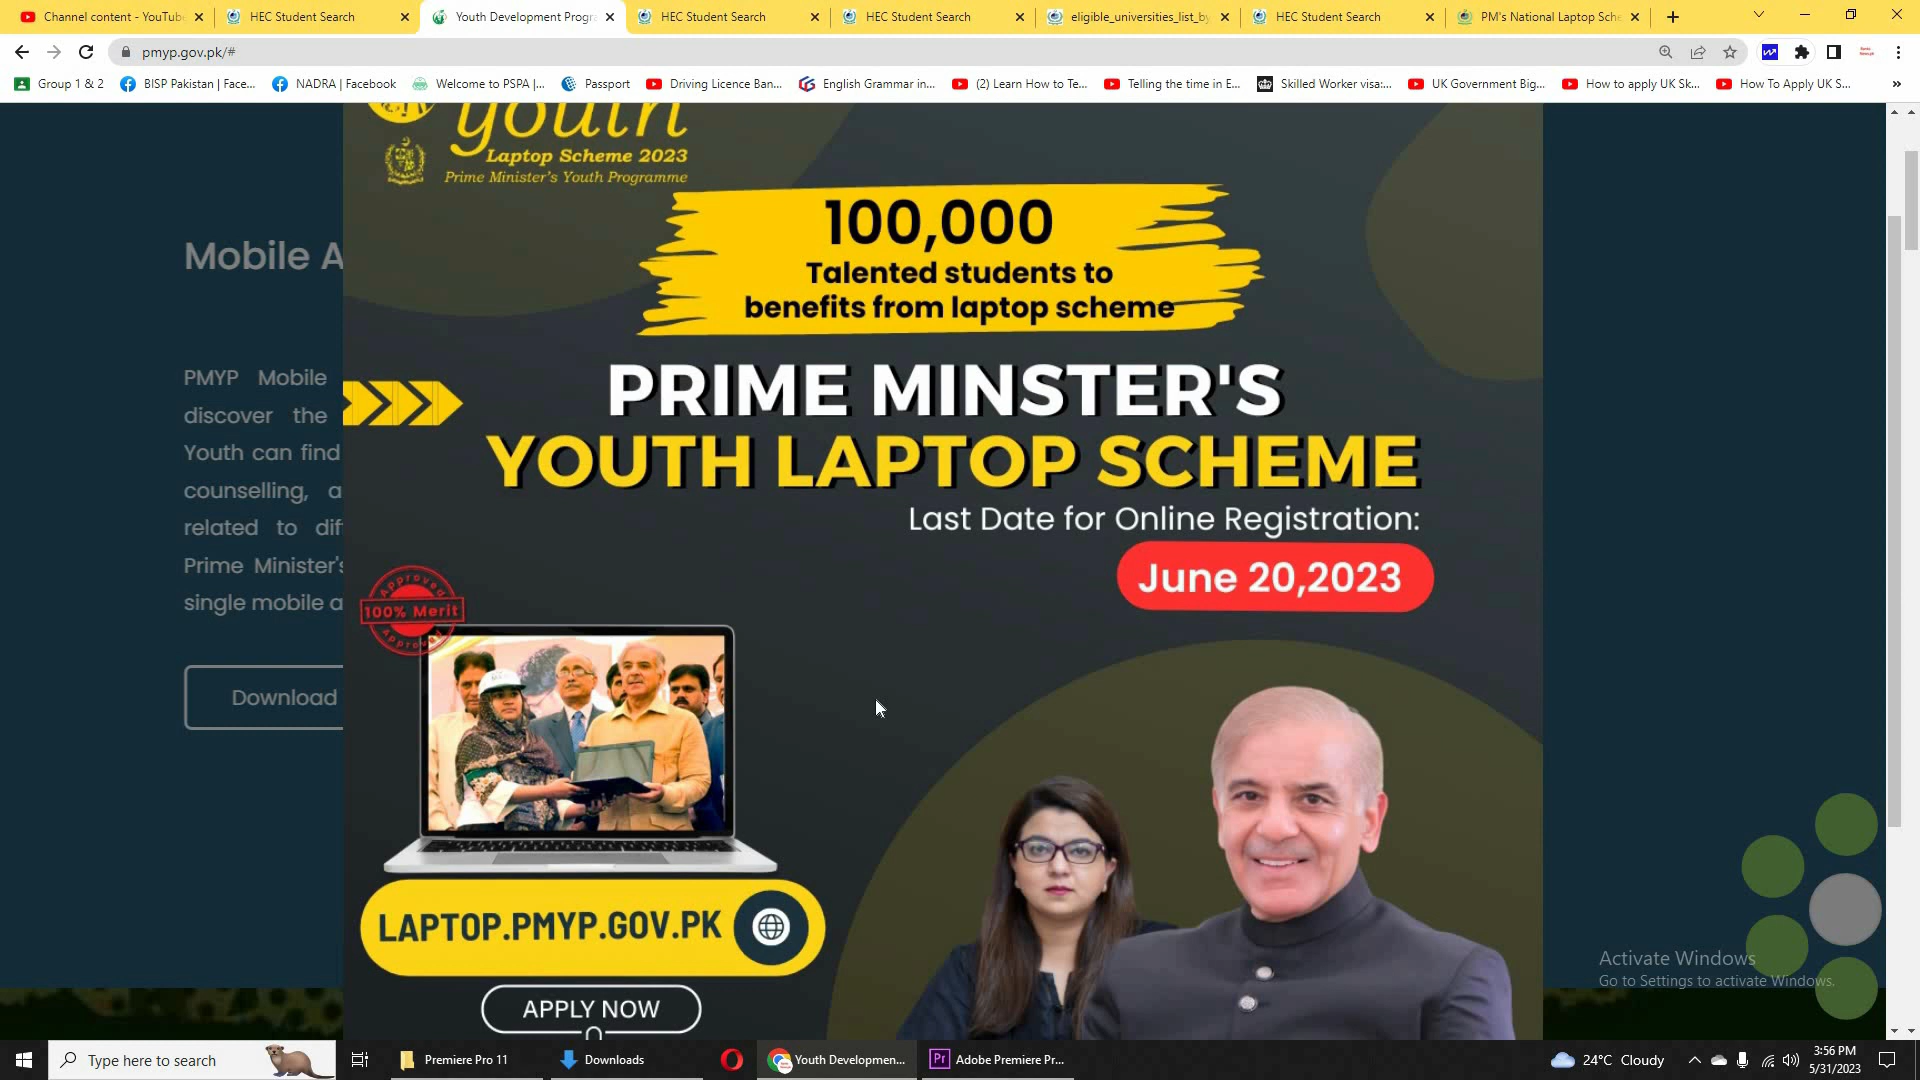 Channel content - YouTube
HEC Student Search
Youth Development Progra
HEC Student Search
HEC Student Search
eligible_universities_list_by
HEC Student Search
PM's National Laptop Sche
pmyp.gov.pk/#
Group 1 & 2
BISP Pakistan | Face...
NADRA | Facebook
Welcome to PSPA |...
Passport
Driving Licence Ban...
English Grammar in...
(2) Learn How to Te...
Telling the time in E...
Skilled Worker visa:...
UK Government Big...
How to apply UK Sk...
How To Apply UK S...
youth
Laptop Scheme 2023
Prime Minister's Youth Programme
100,000
Talented students to
benefits from laptop scheme
PRIME MINSTER'S
YOUTH LAPTOP SCHEME
Last Date for Online Registration:
June 20,2023
Mobile A
PMYP Mobile
discover the
Youth can find
counselling, a
related to dif
Prime Minister's
single mobile a
Download
Approved
100% Merit
Approved
LAPTOP.PMYP.GOV.PK
APPLY NOW
Activate Windows
Go to Settings to activate Windows.
Type here to search
Premiere Pro 11
Downloads
Youth Developmen...
Pr
Adobe Premiere Pr...
24°C Cloudy
3:56 PM
5/31/2023